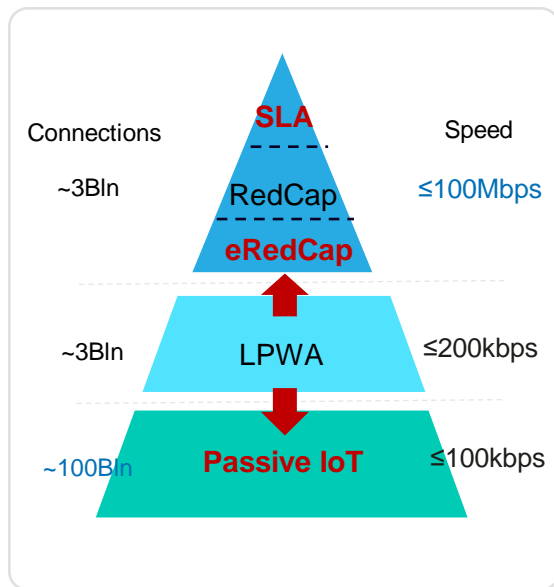 SLA
Connections
Speed
~3Bln
RedCap
≤100Mbps
eRedCap
~3Bln
LPWA
≤200kbps
~100Bln
Passive IoT
≤100kbps